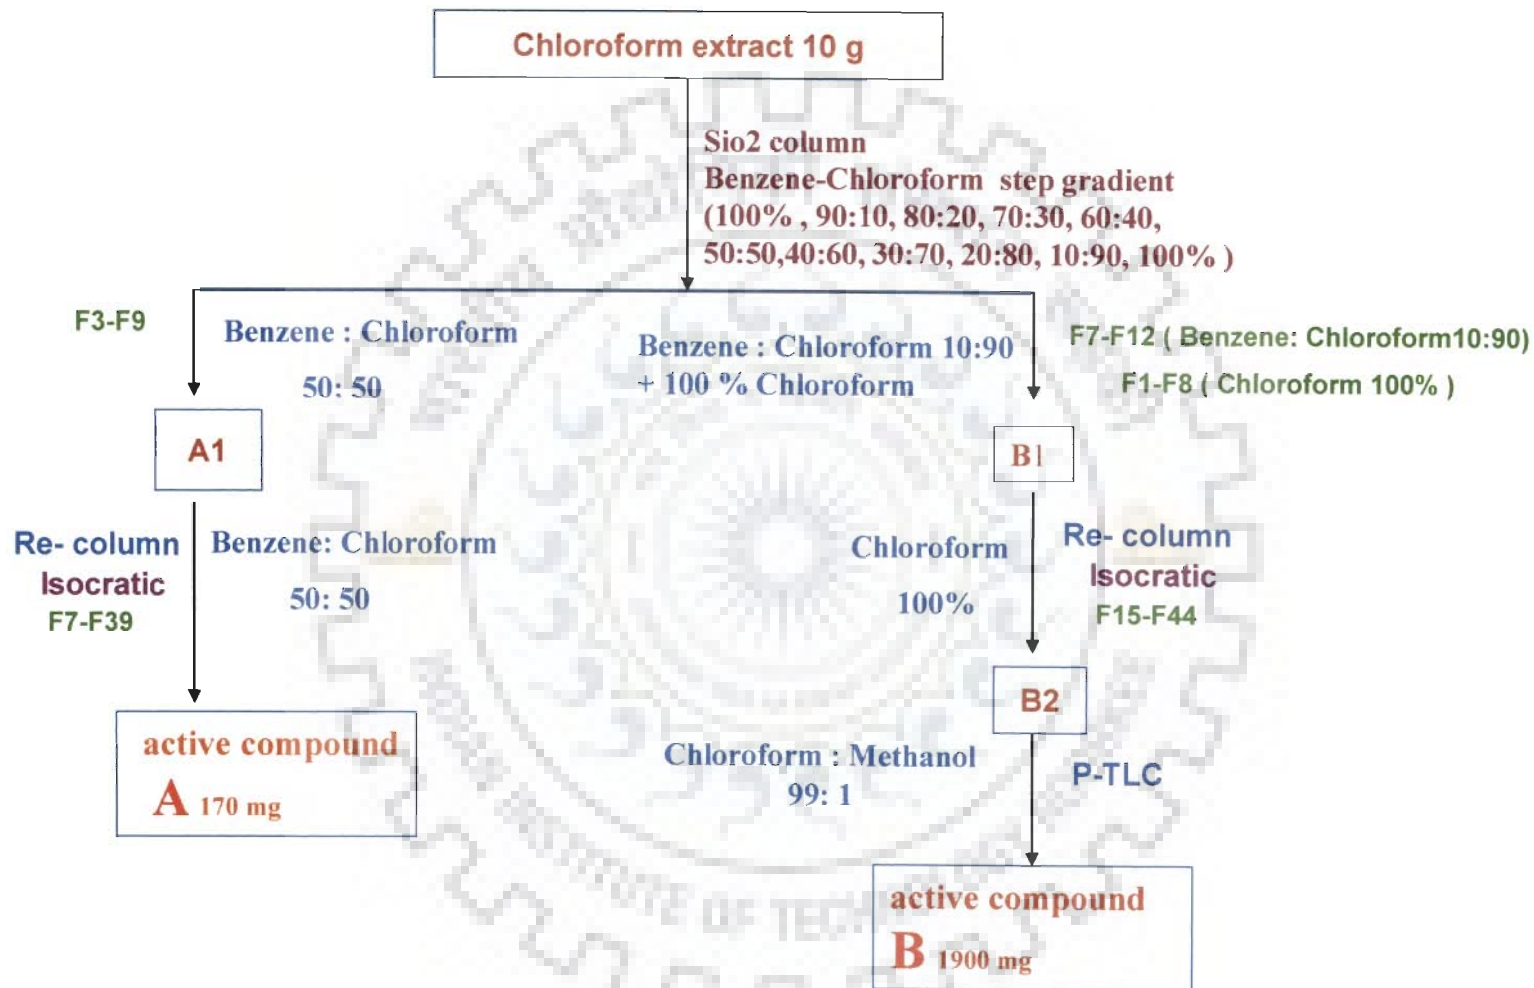 Chloroform extract 10 g
Sio2 column
Benzene-Chloroform step gradient
(100% , 90:10, 80:20, 70:30, 60:40,
50:50,40:60, 30:70, 20:80, 10:90, 100% )
F3-F9
Benzene : Chloroform
50: 50
Benzene : Chloroform 10:90
+ 100 % Chloroform
F7-F12 ( Benzene: Chloroform10:90)
F1-F8 ( Chloroform 100% )
A1
B1
Re- column
Isocratic
F7-F39
Benzene: Chloroform
50: 50
Chloroform
100%
Re- column
Isocratic
F15-F44
B2
active compound
A 170 mg
Chloroform : Methanol
99: 1
P-TLC
active compound
B 1900 mg
INSTITUTE OF TECHNOLOGY